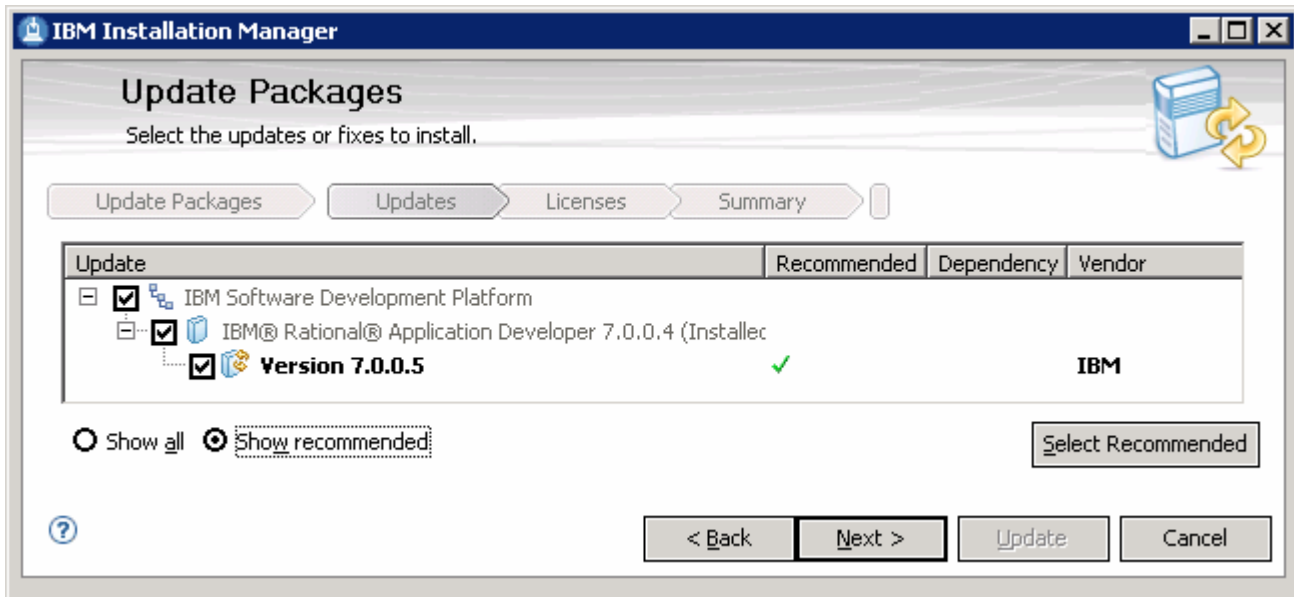 IBM Installation Manager
Update Packages
Select the updates or fixes to install.
Update Packages Updates Licenses Summary
Update Recommended Dependency Vendor
IBM Software Development Platform
IBM® Rational® Application Developer 7.0.0.4 (Installed
Version 7.0.0.5 IBM
Show all Show recommended Select Recommended
? < Back Next > Update Cancel